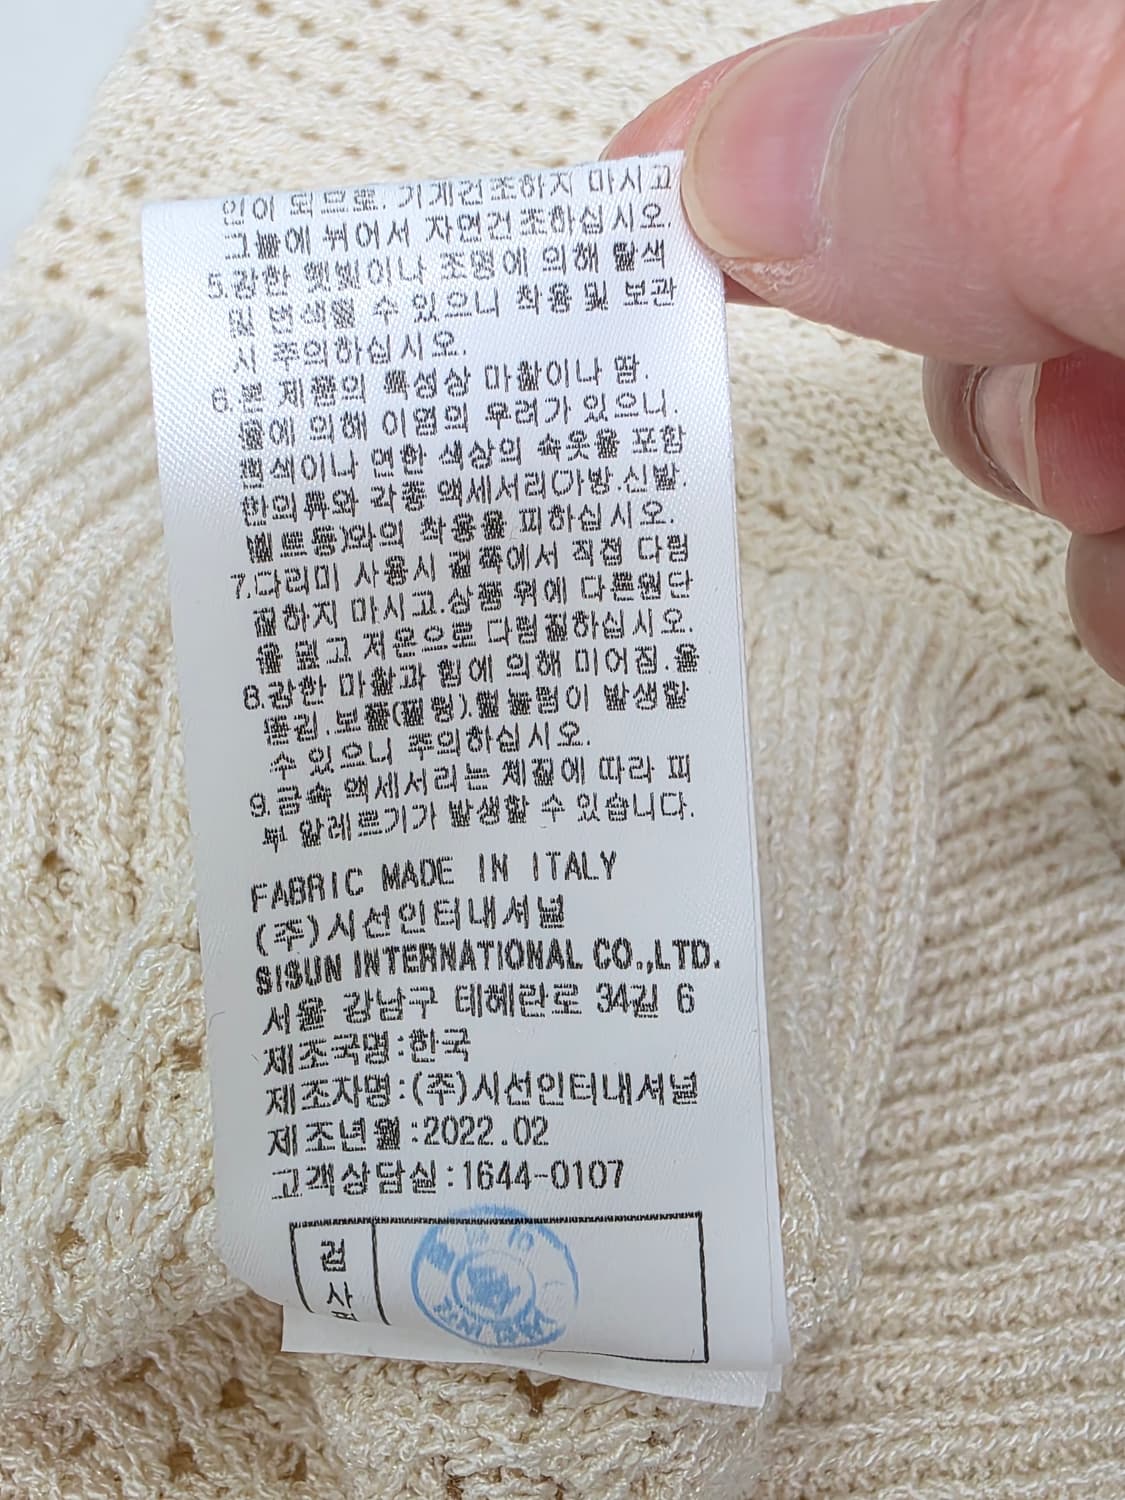 인이 되므로, 기계건조하지 마시고
그늘에 뉘어서 자연건조하십시오.
5.강한 햇빛이나 조명에 의해 탈색
및 변색될 수 있으니 착용 및 보관
시 주의하십시오.
6.본 제품의 특성상 마찰이나 땀.
물에 의해 이염의 우려가 있으니.
흰색이나 연한 색상의 속옷을 포함
한의류와 각종 액세서리(가방.신발.
벨트등)와의 착용을 피하십시오.
7.다리미 사용시 겉쪽에서 직접 다림
질하지 마시고.상품위에 다른원단
을 덮고 저온으로 다림질하십시오.
8.강한 마찰과 힘에 의해 미어짐.올
뜯김.보풀(필링).털눌림이 발생할
수있으니 주의하십시오.
9.금속 액세서리는 체질에 따라 피
부 알레르기가 발생할 수 있습니다.
FABRIC MADE IN ITALY
(주)시선인터내셔널
SISUN INTERNATIONAL CO.,LTD.
서울 강남구 테헤란로 34길 6
제조국명:한국
제조자명:(주)시선인터내셔널
제조년월:2022.02
고객상담실:1644-0107
검
사